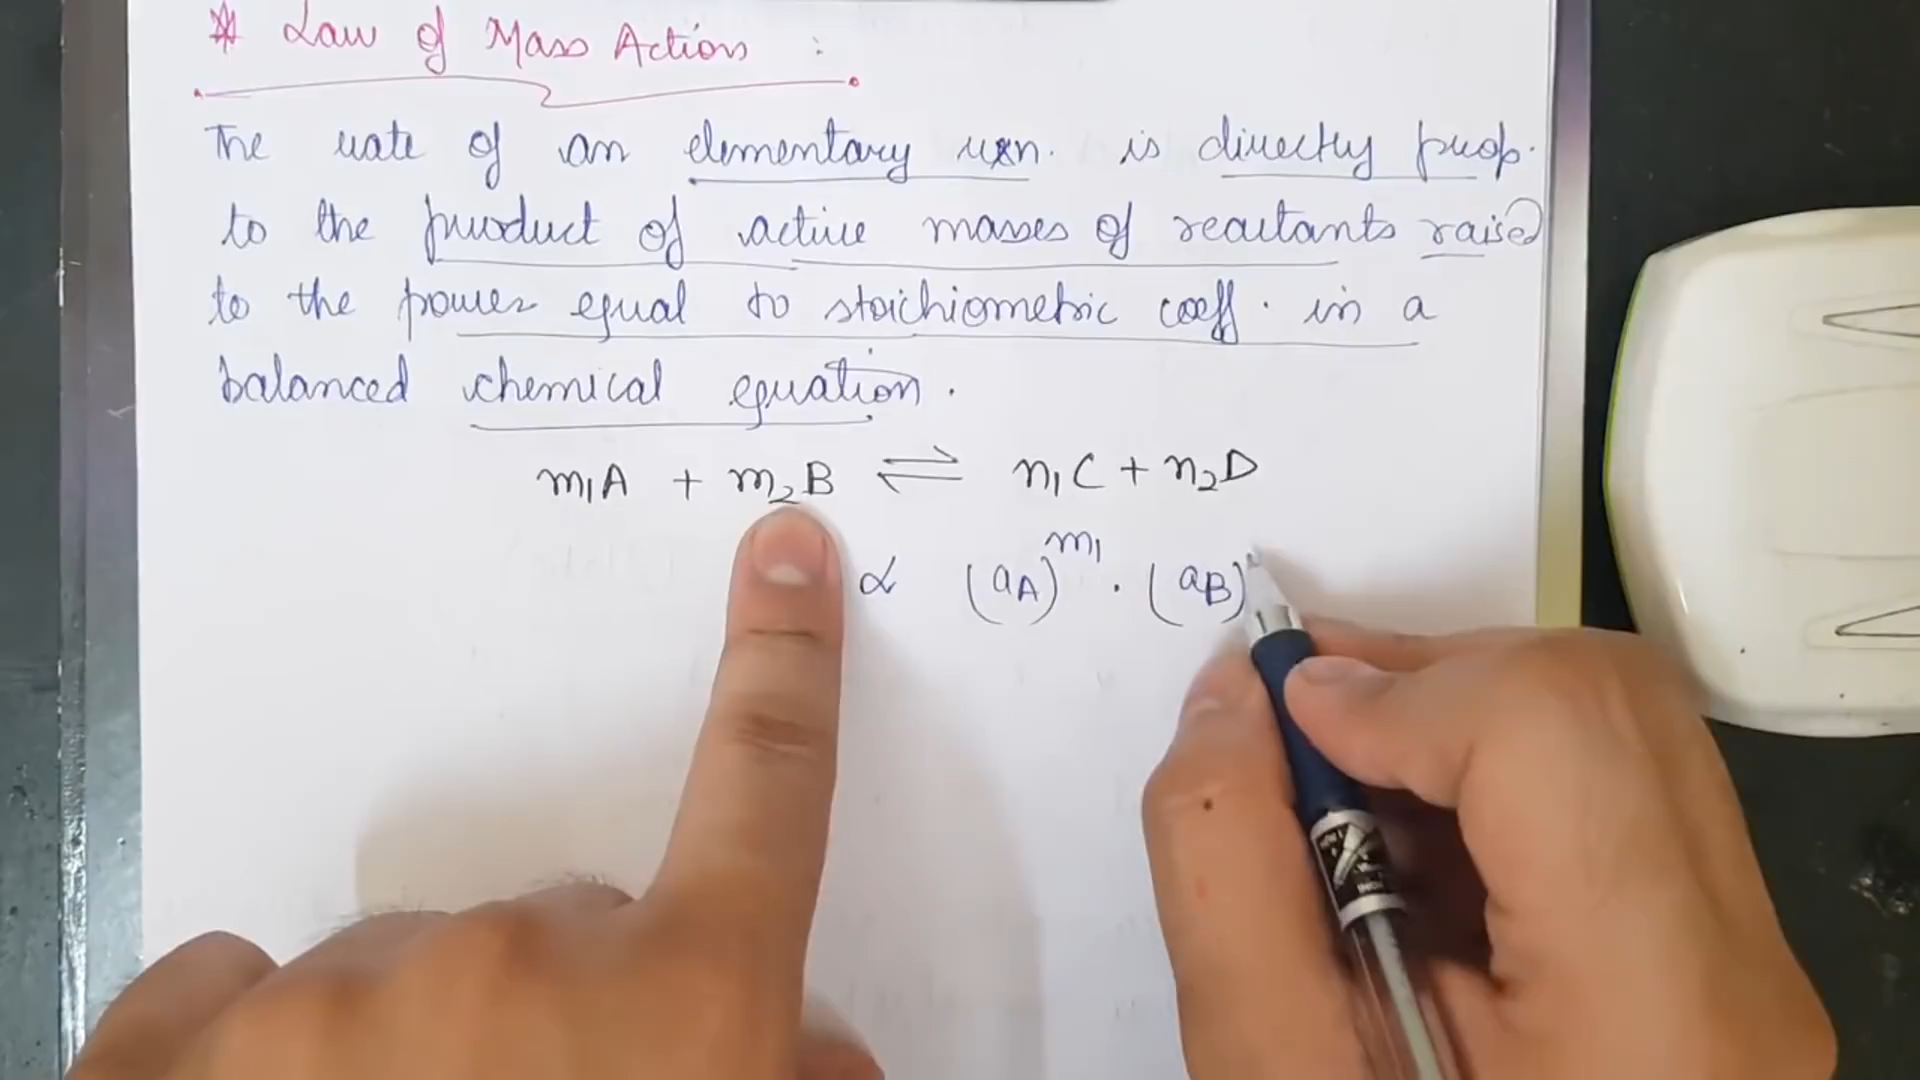 * Law of Mass Action :
The rate of an elementary rxn. is directly prop.
to the product of active masses of reactants raised
to the power equal to stoichiometric coeff. in a
balanced chemical equation.
m₁A + m₂B ⇌ n₁C + n₂D
∝ (aA)^m₁ · (aB)